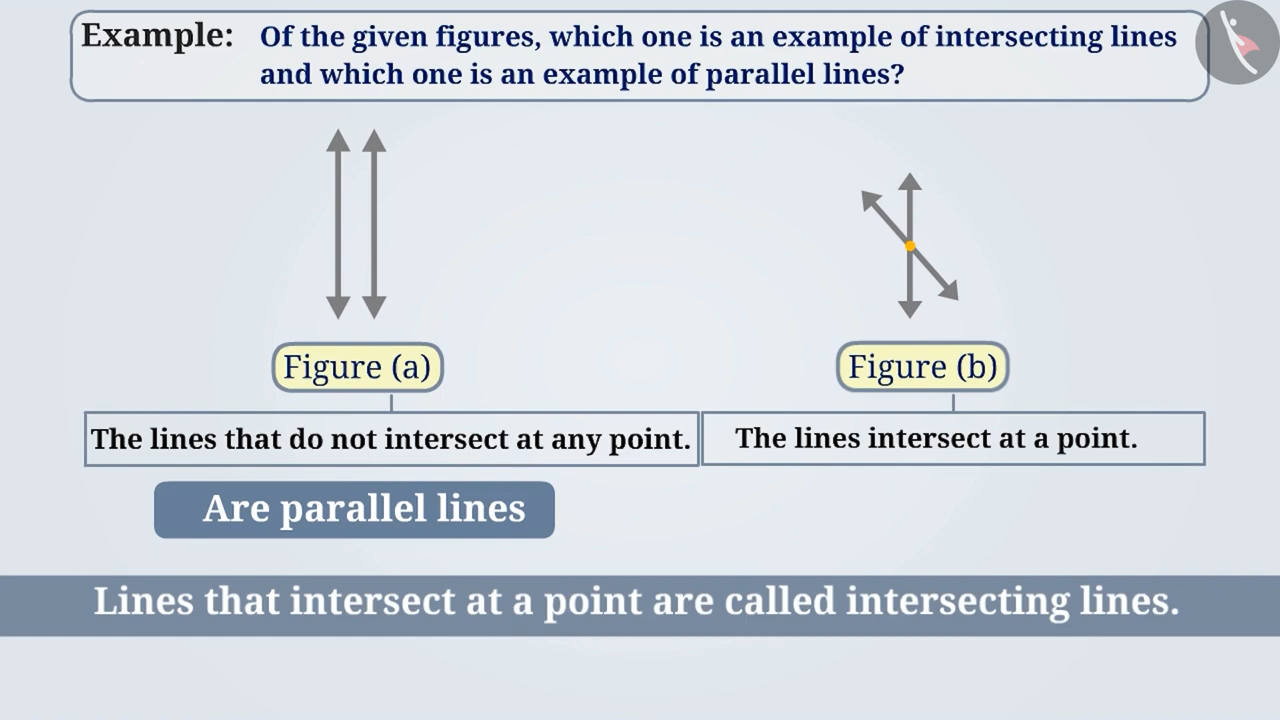 Example: Of the given figures, which one is an example of intersecting lines
and which one is an example of parallel lines?
Figure (a)
Figure (b)
The lines that do not intersect at any point.
The lines intersect at a point.
Are parallel lines
Lines that intersect at a point are called intersecting lines.